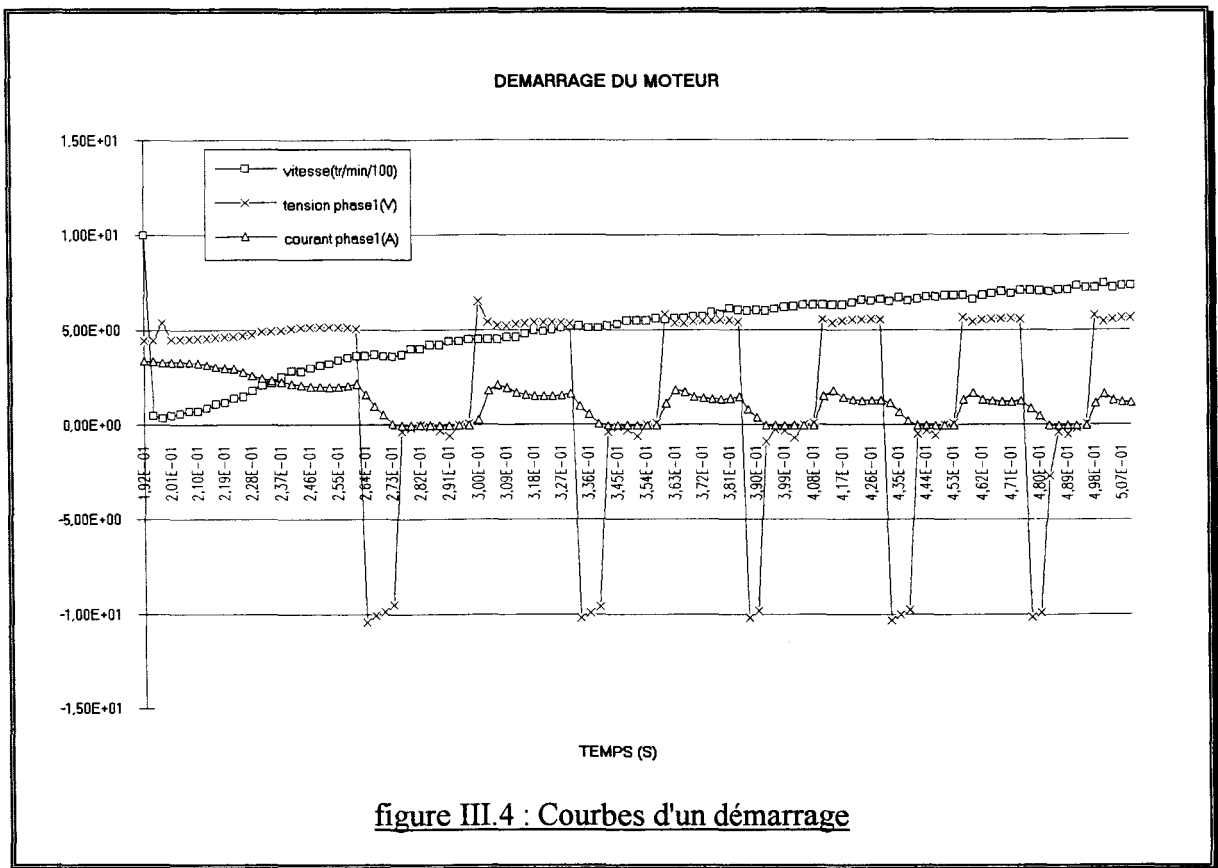 DEMARRAGE DU MOTEUR
1,50E+01
1,00E+01
5,00E+00
0,00E+00
-5,00E+00
-1,00E+01
-1,50E+01
vitesse(tr/min/100)
tension phase1(V)
courant phase1(A)
1,92E-01
2,01E-01
2,10E-01
2,19E-01
2,28E-01
2,37E-01
2,46E-01
2,55E-01
2,64E-01
2,73E-01
2,82E-01
2,91E-01
3,00E-01
3,09E-01
3,18E-01
3,27E-01
3,36E-01
3,45E-01
3,54E-01
3,63E-01
3,72E-01
3,81E-01
3,90E-01
3,99E-01
4,08E-01
4,17E-01
4,26E-01
4,35E-01
4,44E-01
4,53E-01
4,62E-01
4,71E-01
4,80E-01
4,89E-01
4,98E-01
5,07E-01
TEMPS (S)
figure III.4 : Courbes d'un démarrage